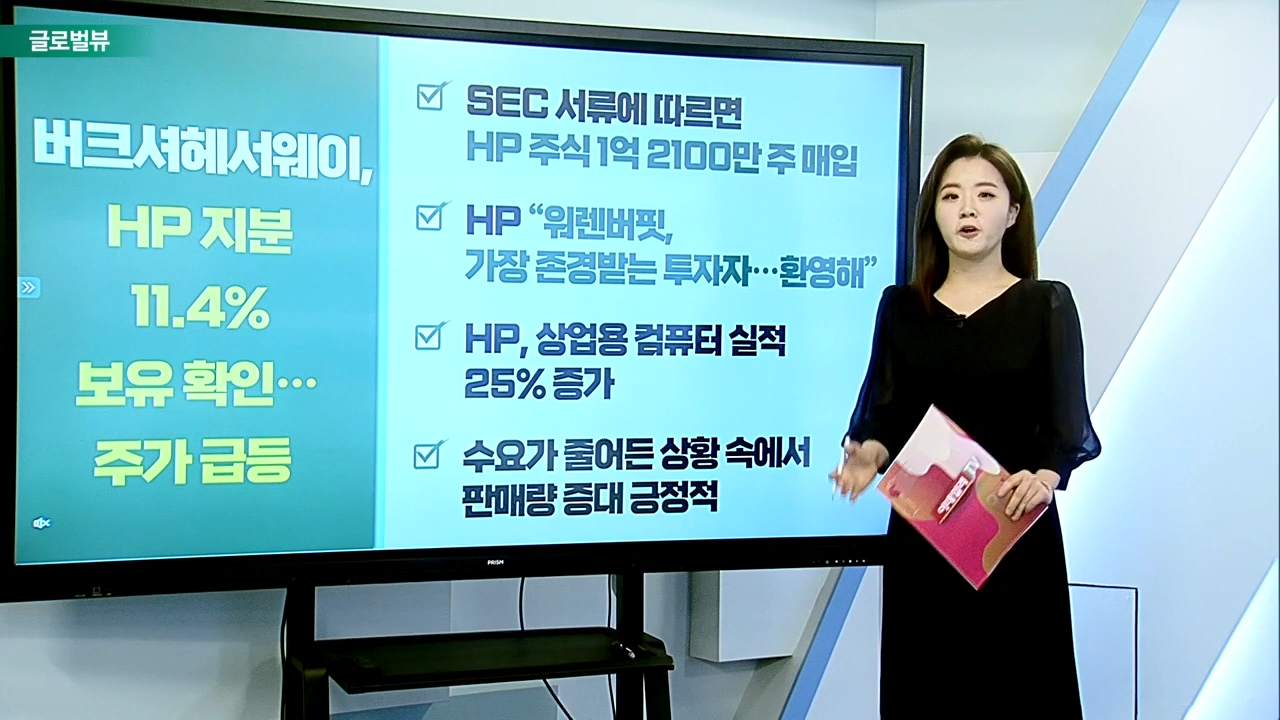 글로벌뷰
버크셔헤서웨이,
HP 지분
11.4%
보유 확인…
주가 급등
SEC 서류에 따르면
HP 주식 1억 2100만 주 매입
HP “워렌버핏,
가장 존경받는 투자자…환영해”
HP, 상업용 컴퓨터 실적
25% 증가
수요가 줄어든 상황 속에서
판매량 증대 긍정적
PRISM